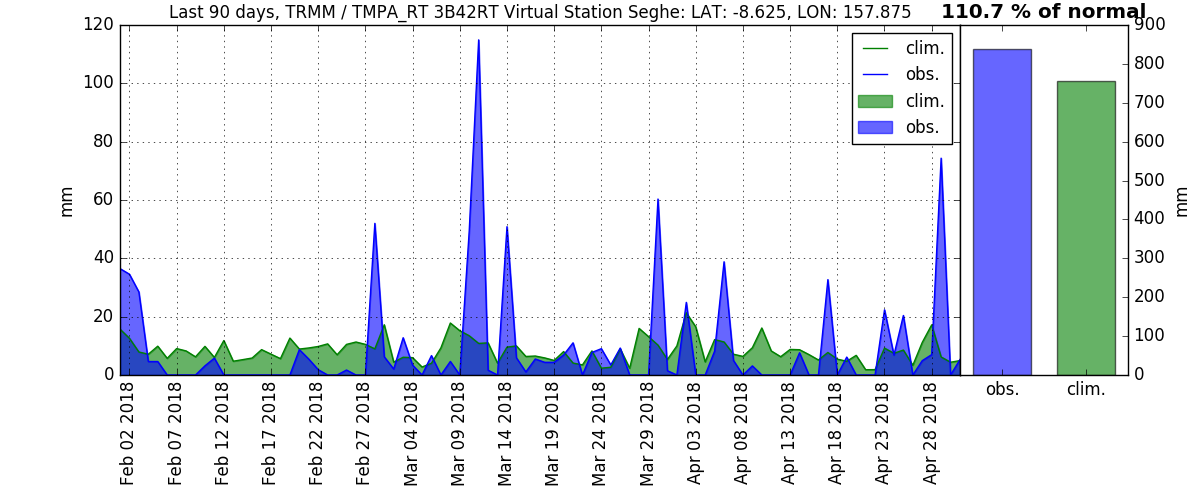 Last 90 days, TRMM / TMPA_RT 3B42RT Virtual Station Seghe: LAT: -8.625, LON: 157.875
110.7 % of normal
clim.
obs.
clim.
obs.
mm
120
100
80
60
40
20
0
900
800
700
600
500
400
300
200
100
0
mm
Feb 02 2018
Feb 07 2018
Feb 12 2018
Feb 17 2018
Feb 22 2018
Feb 27 2018
Mar 04 2018
Mar 09 2018
Mar 14 2018
Mar 19 2018
Mar 24 2018
Mar 29 2018
Apr 03 2018
Apr 08 2018
Apr 13 2018
Apr 18 2018
Apr 23 2018
Apr 28 2018
obs.
clim.